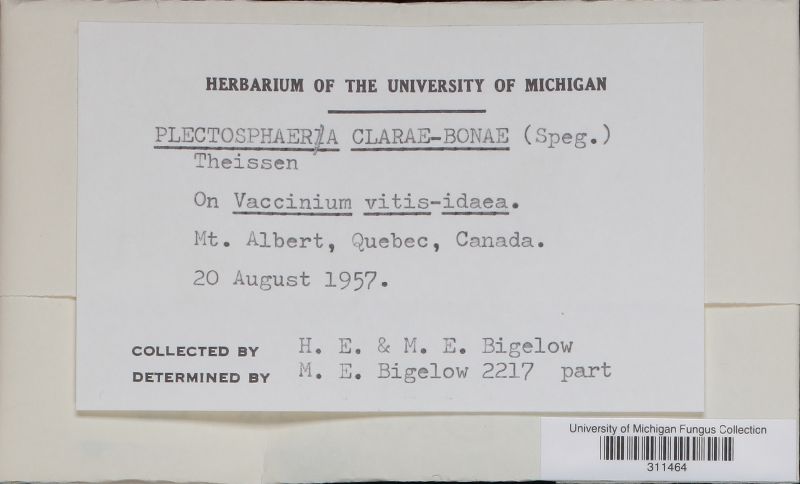 HERBARIUM OF THE UNIVERSITY OF MICHIGAN
PLECTOSPHAERA CLARAE-BONAE (Speg.)
Theissen
On Vaccinium vitis-idaea.
Mt. Albert, Quebec, Canada.
20 August 1957.
COLLECTED BY H. E. & M. E. Bigelow
DETERMINED BY M. E. Bigelow 2217 part
University of Michigan Fungus Collection
311464